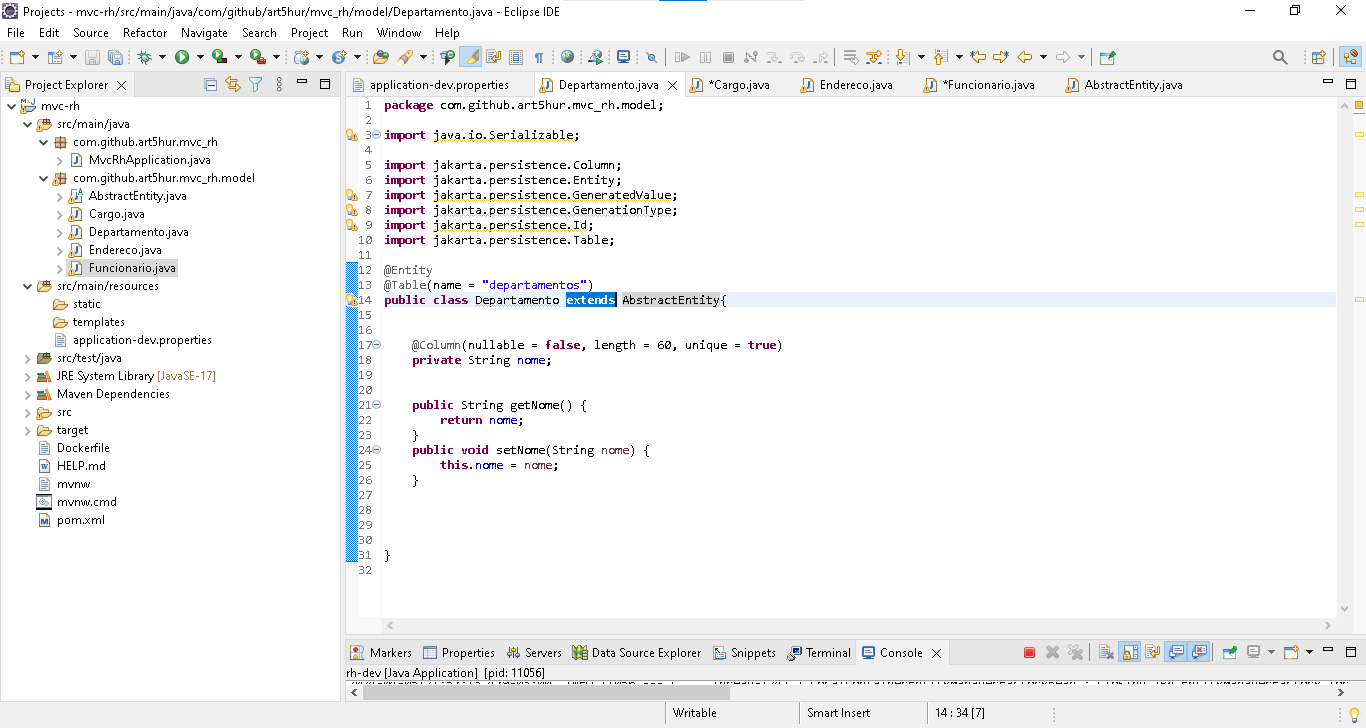 Projects - mvc-rh/src/main/java/com/github/art5hur/mvc_rh/model/Departamento.java - Eclipse IDE
File Edit Source Refactor Navigate Search Project Run Window Help
Project Explorer
mvc-rh
src/main/java
com.github.art5hur.mvc_rh
MvcRhApplication.java
com.github.art5hur.mvc_rh.model
AbstractEntity.java
Cargo.java
Departamento.java
Endereco.java
Funcionario.java
src/main/resources
static
templates
application-dev.properties
src/test/java
JRE System Library [JavaSE-17]
Maven Dependencies
src
target
Dockerfile
HELP.md
mvnw
mvnw.cmd
pom.xml
application-dev.properties Departamento.java *Cargo.java Endereco.java *Funcionario.java AbstractEntity.java
1 package com.github.art5hur.mvc_rh.model;
2
3 import java.io.Serializable;
4
5 import jakarta.persistence.Column;
6 import jakarta.persistence.Entity;
7 import jakarta.persistence.GeneratedValue;
8 import jakarta.persistence.GenerationType;
9 import jakarta.persistence.Id;
10 import jakarta.persistence.Table;
11
12 @Entity
13 @Table(name = "departamentos")
14 public class Departamento extends AbstractEntity{
15
16
17 @Column(nullable = false, length = 60, unique = true)
18 private String nome;
19
20
21 public String getNome() {
22 return nome;
23 }
24 public void setNome(String nome) {
25 this.nome = nome;
26 }
27
28
29
30
31 }
32
Markers Properties Servers Data Source Explorer Snippets Terminal Console
rh-dev [Java Application] [pid: 11056]
Writable Smart Insert 14 : 34 [7]